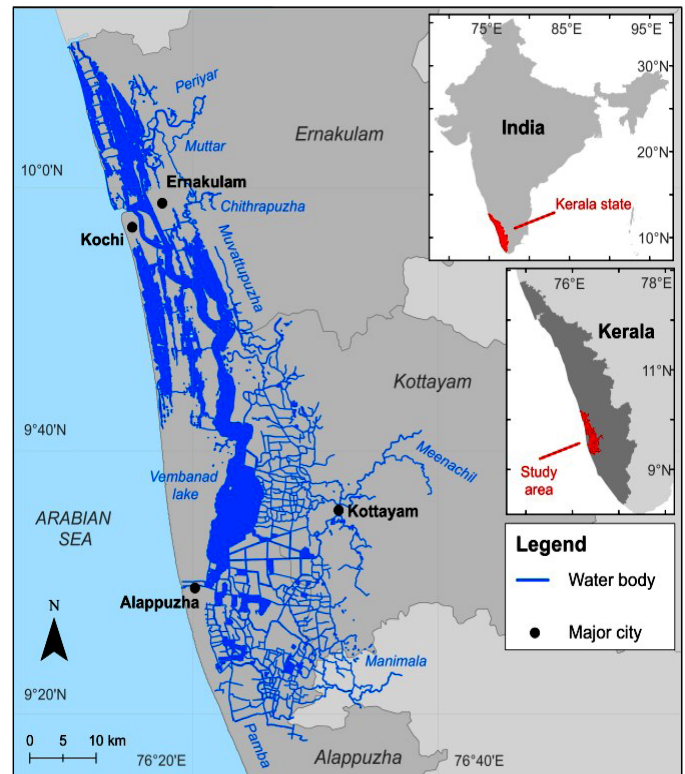 Periyar
Muttar
Ernakulam
10°0'N
Ernakulam
Chithrapuzha
Kochi
Muvattupuzha
Kottayam
9°40'N
Meenachil
Vembanad
lake
Kottayam
ARABIAN
SEA
Alappuzha
N
Manimala
9°20'N
Pamba
0 5 10 km
76°20'E
76°40'E
Alappuzha
75°E 85°E 95°E
30°N
India
20°N
Kerala state
10°N
76°E 78°E
Kerala
11°N
Study
area
9°N
Legend
Water body
Major city